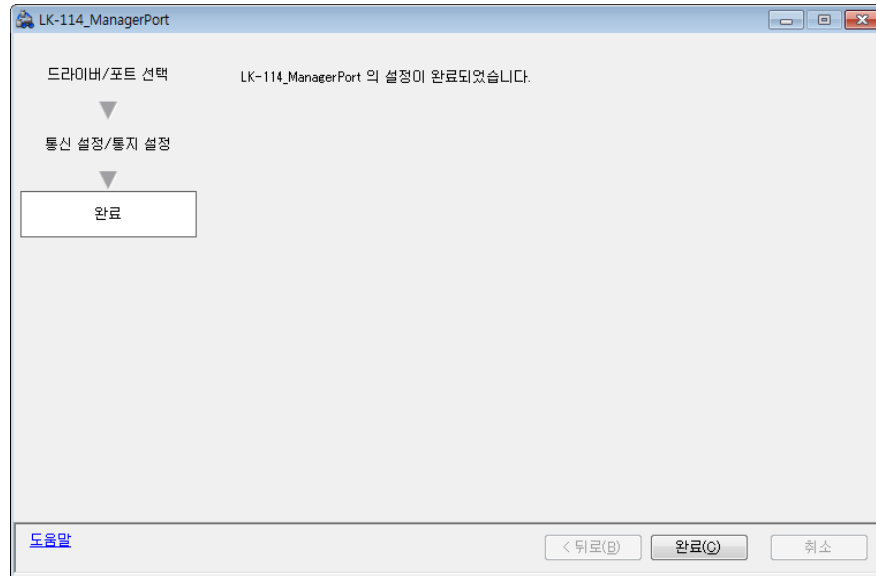 LK-114_ManagerPort
드라이버/포트 선택
LK-114_ManagerPort 의 설정이 완료되었습니다.
통신 설정/통지 설정
완료
도움말
< 뒤로(B)
완료(C)
취소